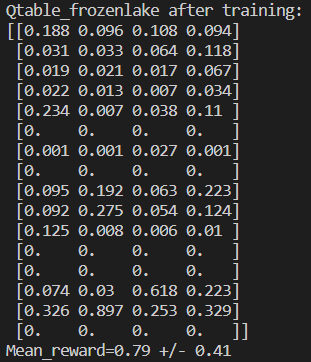 Qtable_frozenlake after training:
[[0.188 0.096 0.108 0.094]
 [0.031 0.033 0.064 0.118]
 [0.019 0.021 0.017 0.067]
 [0.022 0.013 0.007 0.034]
 [0.234 0.007 0.038 0.11 ]
 [0.    0.    0.    0.   ]
 [0.001 0.001 0.027 0.001]
 [0.    0.    0.    0.   ]
 [0.095 0.192 0.063 0.223]
 [0.092 0.275 0.054 0.124]
 [0.125 0.008 0.006 0.01 ]
 [0.    0.    0.    0.   ]
 [0.    0.    0.    0.   ]
 [0.074 0.03  0.618 0.223]
 [0.326 0.897 0.253 0.329]
 [0.    0.    0.    0.   ]]
Mean_reward=0.79 +/- 0.41